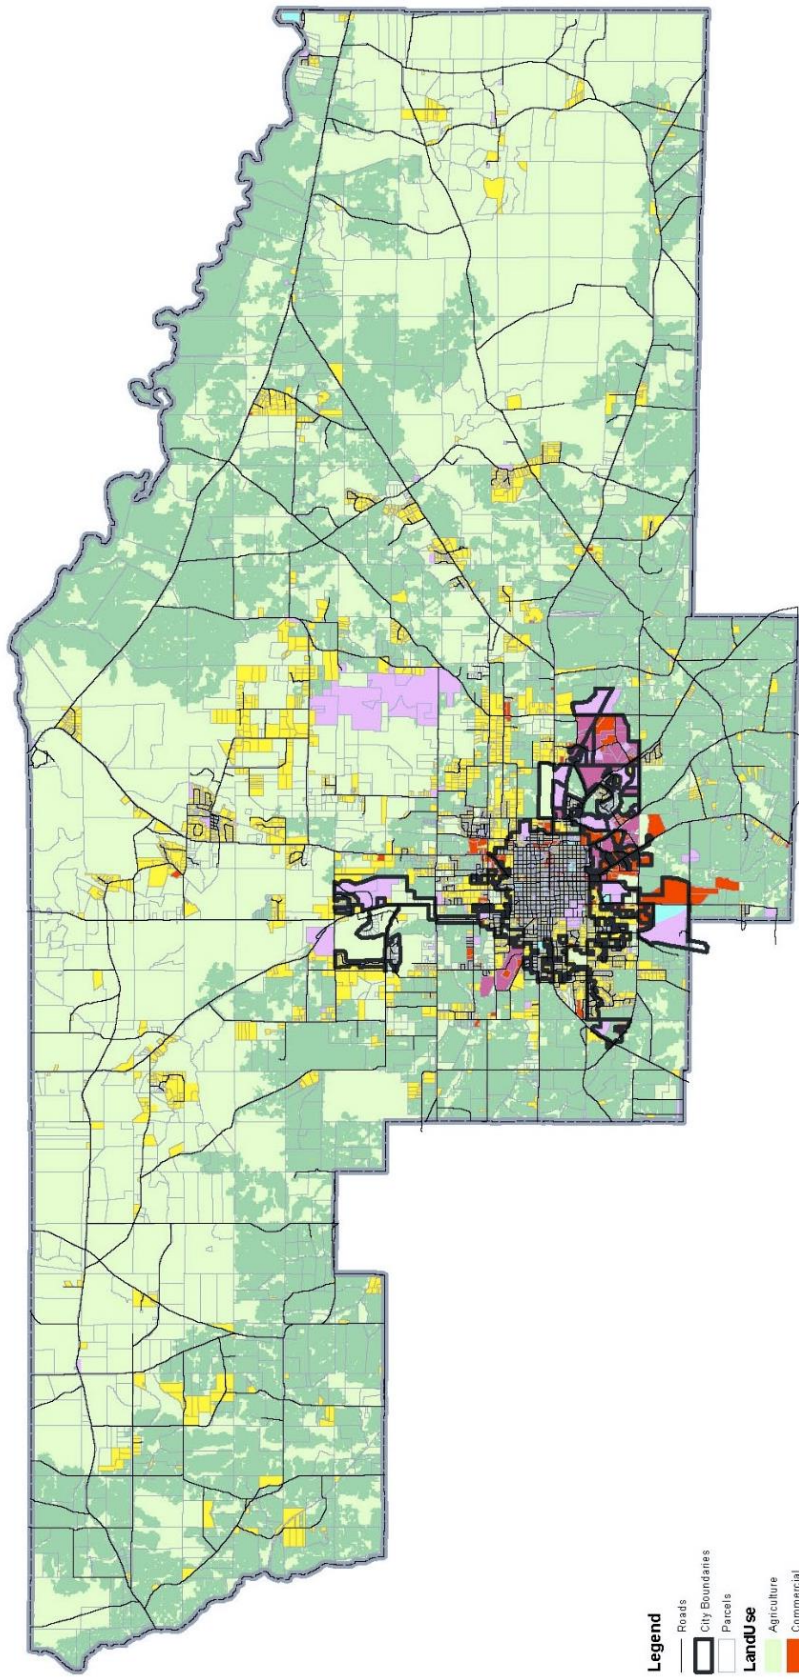 Legend
Roads
City Boundaries
Parcels
LandUse
Agriculture
Commercial